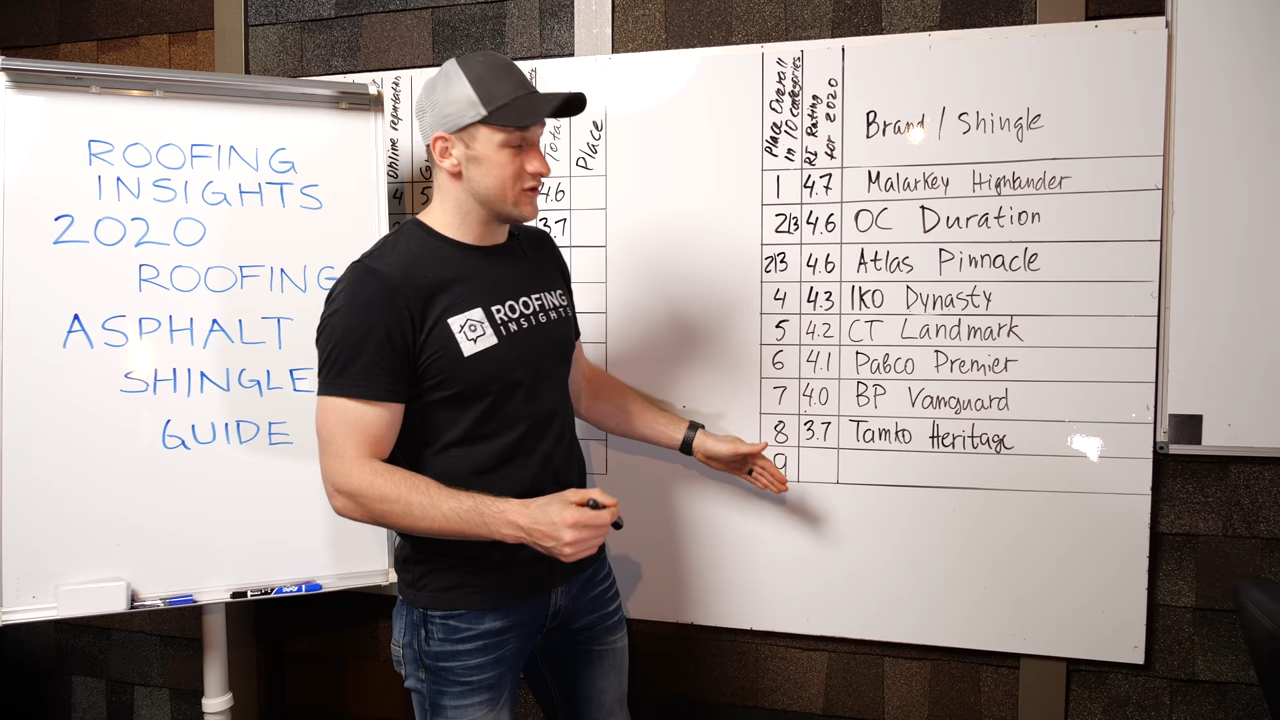 ROOFING
INSIGHTS
2020
ROOFING
ASPHALT
SHINGLE
GUIDE
Online reputation
Total
Place
4 5 4.6
3.7
ROOFING
INSIGHTS
Place Overall in 10 categories
RI Rating for 2020
Brand / Shingle
1 4.7 Malarkey Highlander
2/3 4.6 OC Duration
2/3 4.6 Atlas Pinnacle
4 4.3 IKO Dynasty
5 4.2 CT Landmark
6 4.1 Pabco Premier
7 4.0 BP Vanguard
8 3.7 Tamko Heritage
9